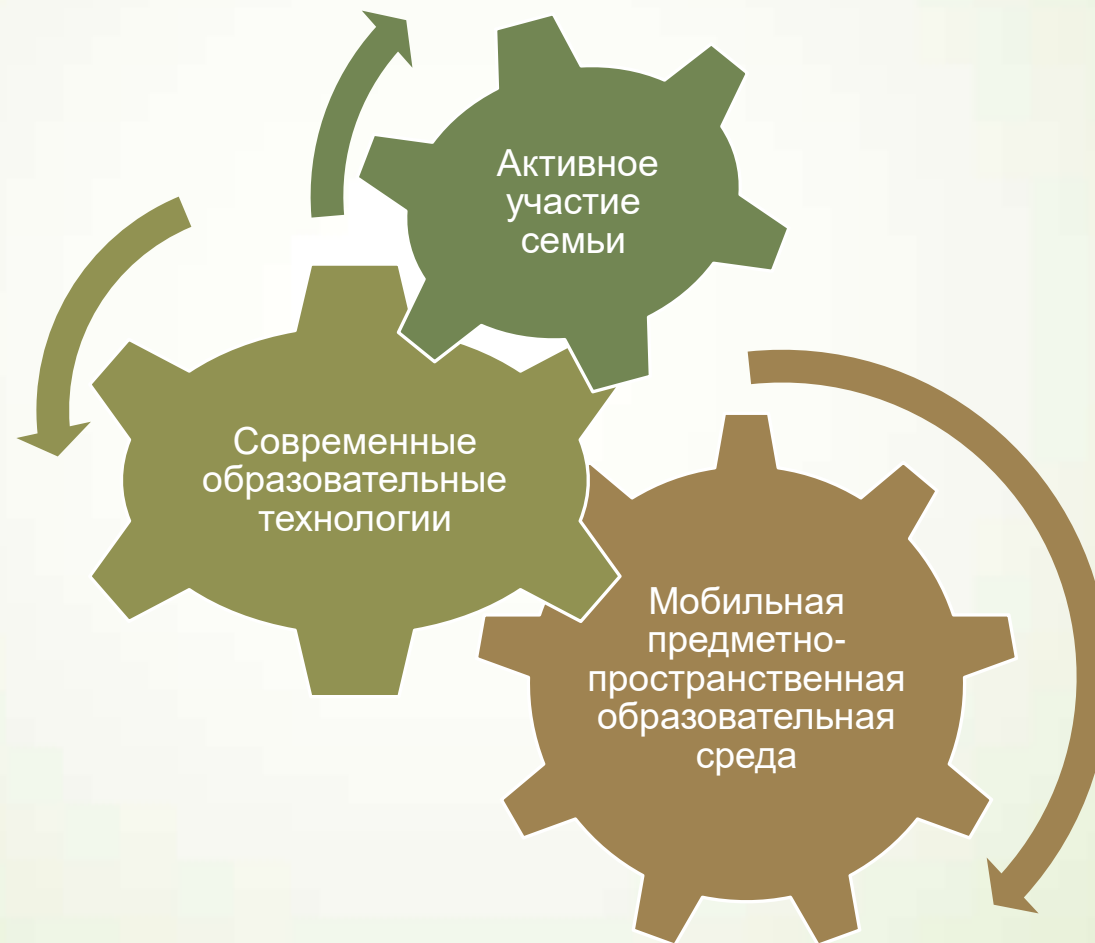 Активное
участие
семьи
Современные
образовательные
технологии
Мобильная
предметно-
пространственная
образовательная
среда